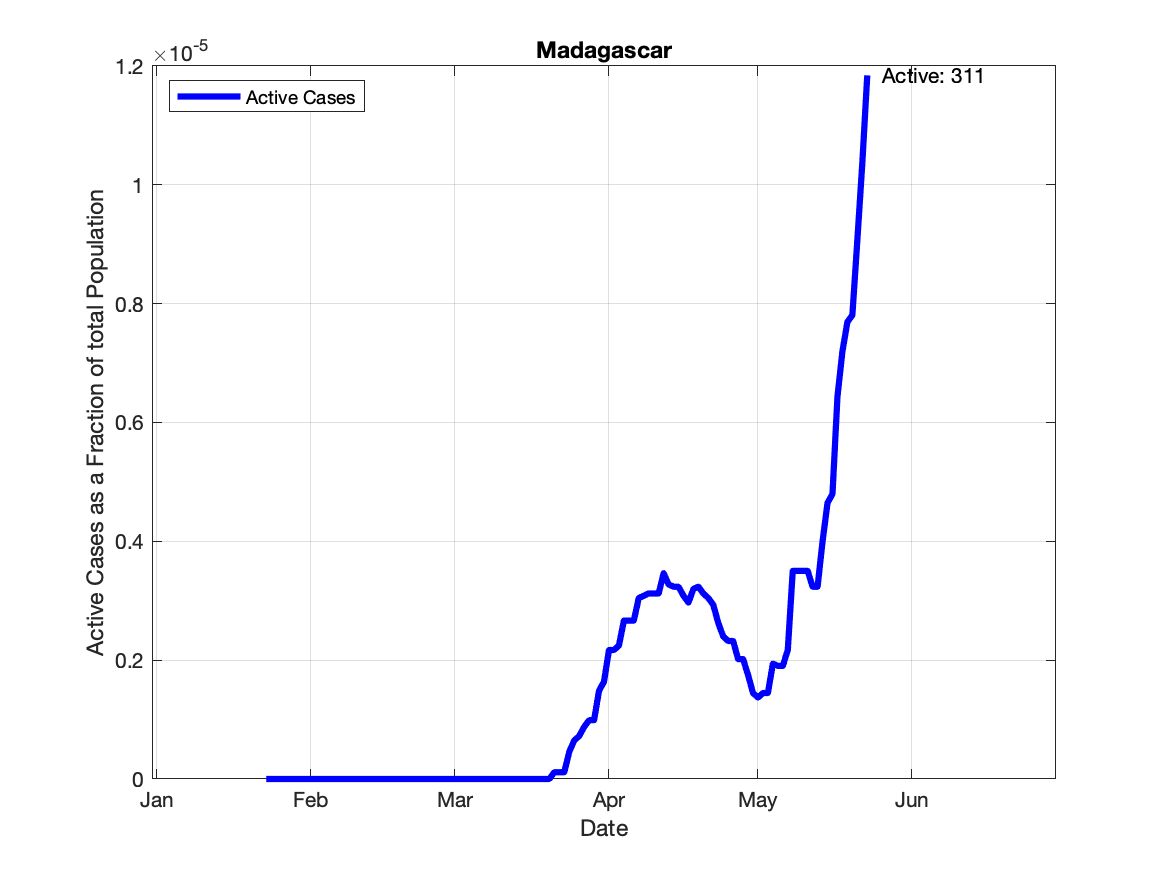 Madagascar
×10-5
1.2
1
0.8
0.6
0.4
0.2
0
Active Cases as a Fraction of total Population
Active Cases
Active: 311
Jan Feb Mar Apr May Jun
Date